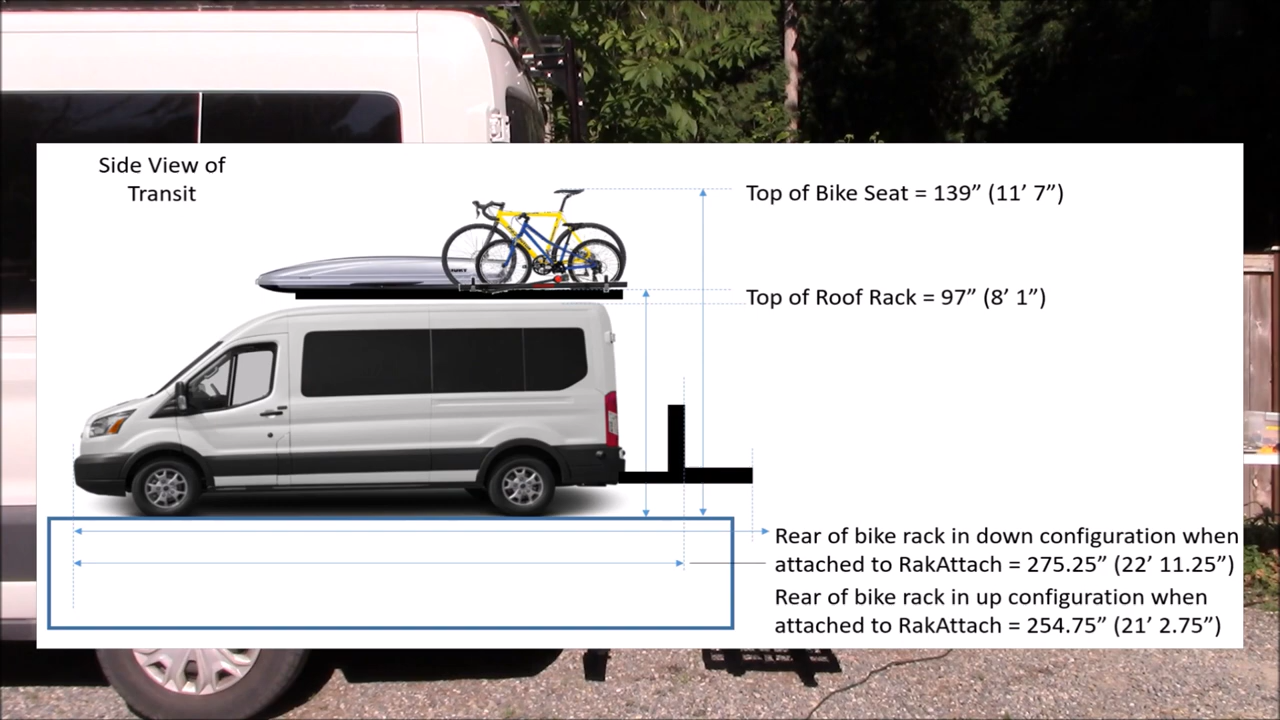 Side View of
Transit
Top of Bike Seat = 139” (11’ 7”)
Top of Roof Rack = 97” (8’ 1”)
Rear of bike rack in down configuration when
attached to RakAttach = 275.25” (22’ 11.25”)
Rear of bike rack in up configuration when
attached to RakAttach = 254.75” (21’ 2.75”)